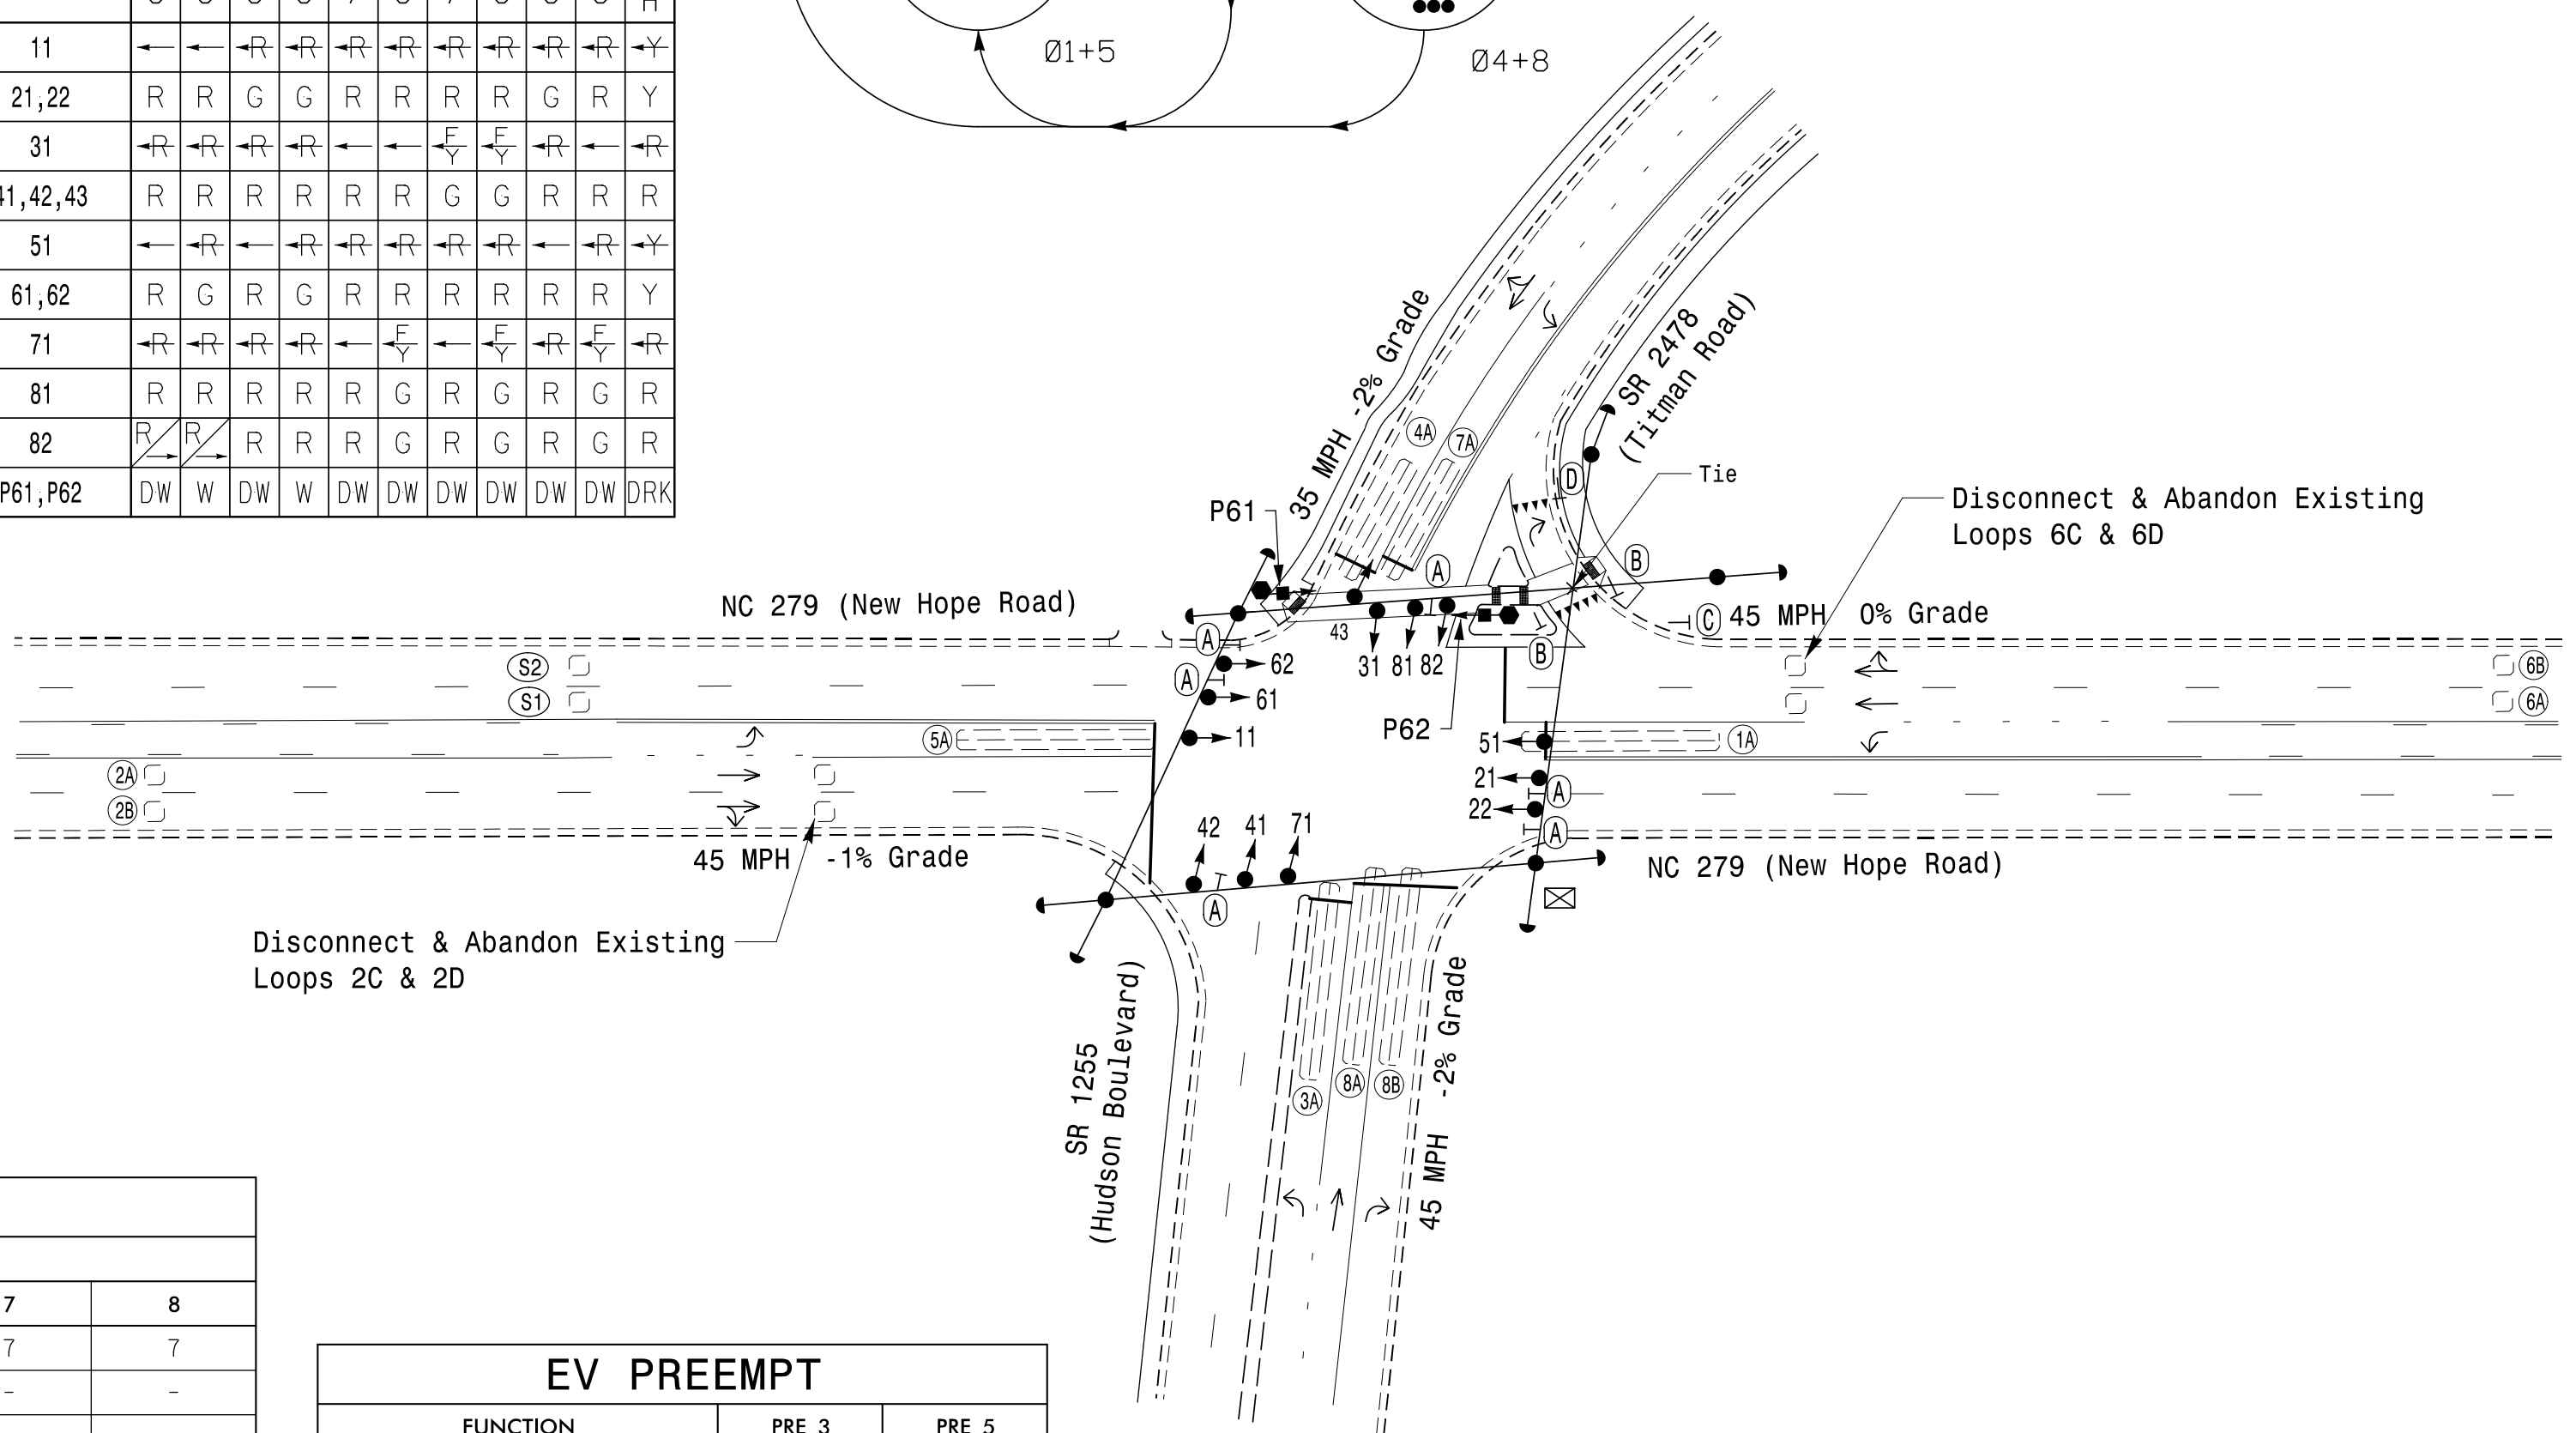 Ø1+5
Ø4+8
11 R R R R R R R R Y
21,22 R R G G R R R R G R Y
31 R R R R F Y F Y R R
41,42,43 R R R R R R G G R R R
51 R R R R R R R Y
61,62 R G R G R R R R R R Y
71 R R R R F Y F Y R F Y R
81 R R R R R G R G R G R
82 R R R R R G R G R G R
P61,P62 DW W DW W DW DW DW DW DW DW DRK
35 MPH -2% Grade
SR 2478
(Titman Road)
4A
7A
D
Tie
P61
A
B
Disconnect & Abandon Existing
Loops 6C & 6D
NC 279 (New Hope Road)
43
C
45 MPH 0% Grade
A
B
31 81 82
S2
62
6B
A
S1
61
6A
P62
5A
11
51
1A
2A
21
A
2B
22
42 41 71
A
45 MPH -1% Grade
NC 279 (New Hope Road)
A
Disconnect & Abandon Existing
Loops 2C & 2D
SR 1255
(Hudson Boulevard)
45 MPH -2% Grade
3A
8A
8B
7 8
7 7
- -
EV PREEMPT
FUNCTION PRE 3 PRE 5